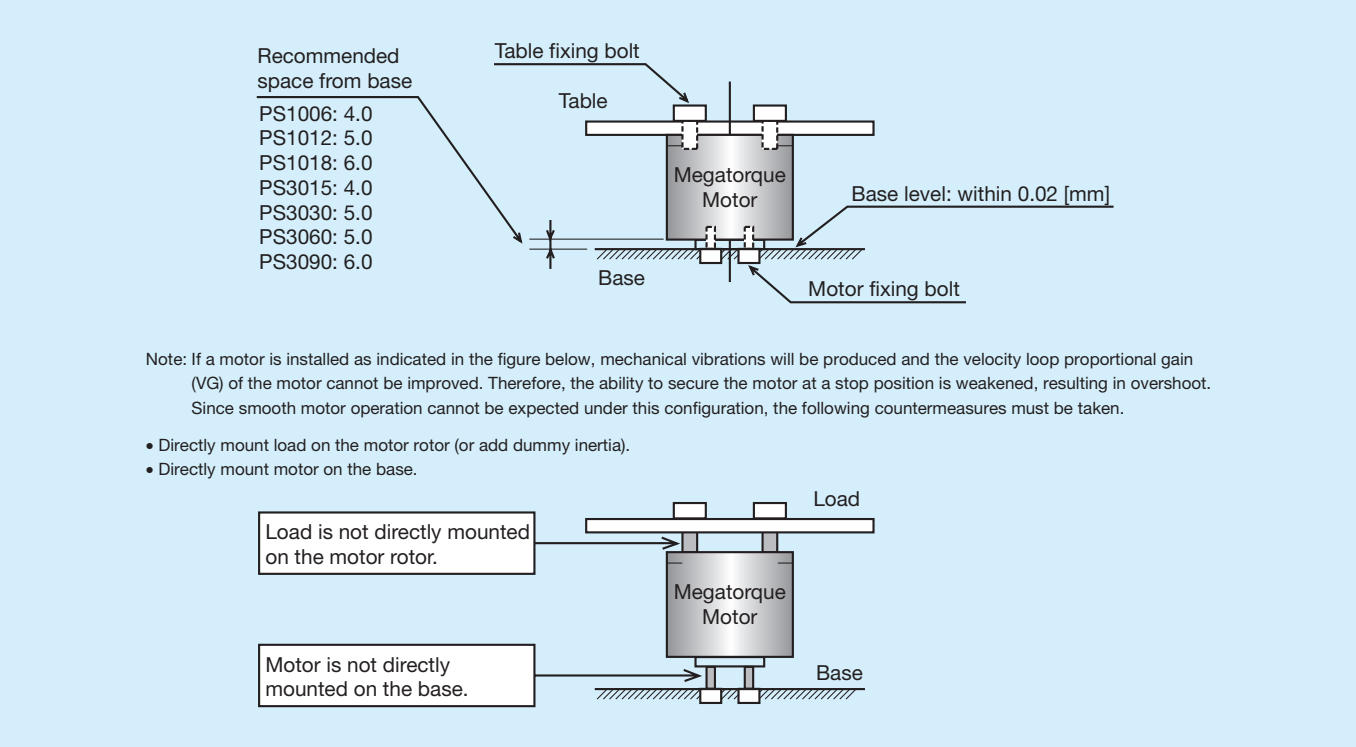 Recommended
space from base
PS1006: 4.0
PS1012: 5.0
PS1018: 6.0
PS3015: 4.0
PS3030: 5.0
PS3060: 5.0
PS3090: 6.0
Table fixing bolt
Table
Megatorque
Motor
Base level: within 0.02 [mm]
Base
Motor fixing bolt
Note: If a motor is installed as indicated in the figure below, mechanical vibrations will be produced and the velocity loop proportional gain
(VG) of the motor cannot be improved. Therefore, the ability to secure the motor at a stop position is weakened, resulting in overshoot.
Since smooth motor operation cannot be expected under this configuration, the following countermeasures must be taken.
• Directly mount load on the motor rotor (or add dummy inertia).
• Directly mount motor on the base.
Load
Load is not directly mounted
on the motor rotor.
Megatorque
Motor
Motor is not directly
mounted on the base.
Base